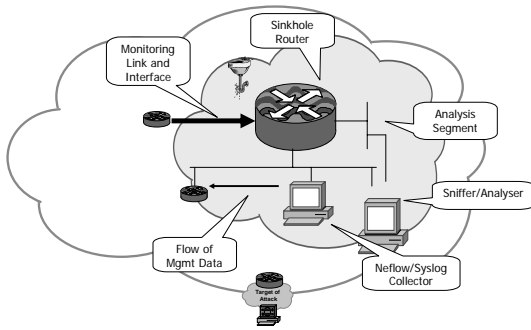 Sinkhole
Router
Monitoring
Link and
Interface
Analysis
Segment
Sniffer/Analyser
Flow of
Mgmt Data
Neflow/Syslog
Collector
Target of
Attack